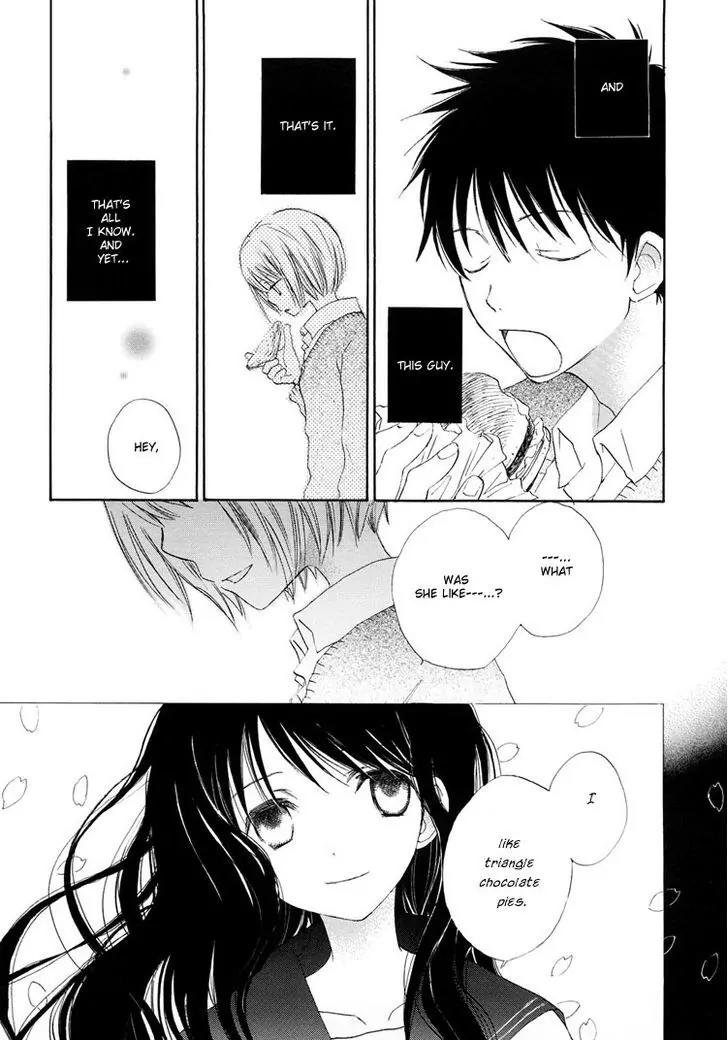 AND
THIS GUY.
THAT'S IT.
THAT'S
ALL
I KNOW.
AND
YET...
HEY,
---...
WHAT
WAS
SHE LIKE---...?
I
like
triangle
chocolate
pies.